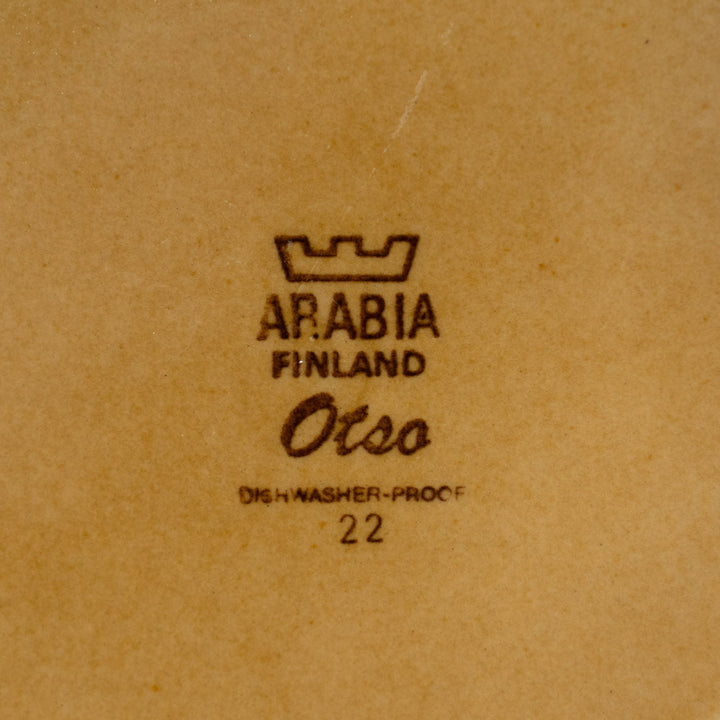 ARABIA
FINLAND
Otso
DISHWASHER-PROOF
22